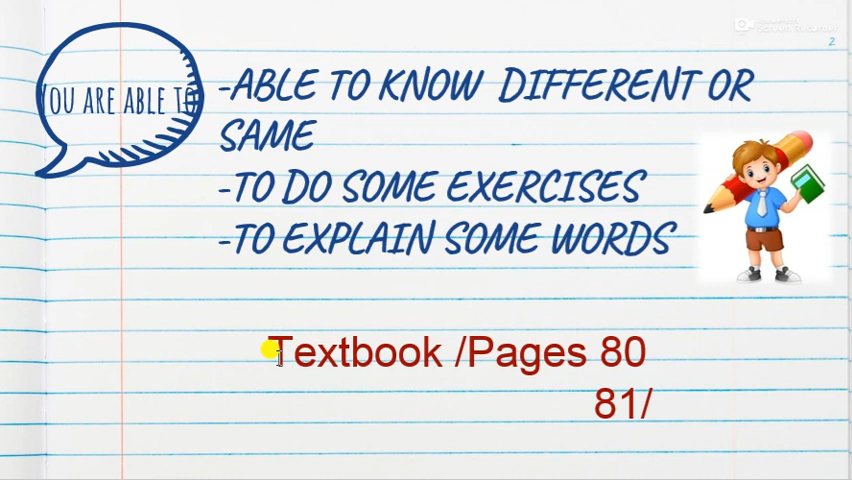 2
YOU ARE ABLE TO
-ABLE TO KNOW DIFFERENT OR
SAME
-TO DO SOME EXERCISES
-TO EXPLAIN SOME WORDS
Textbook /Pages 80
81/